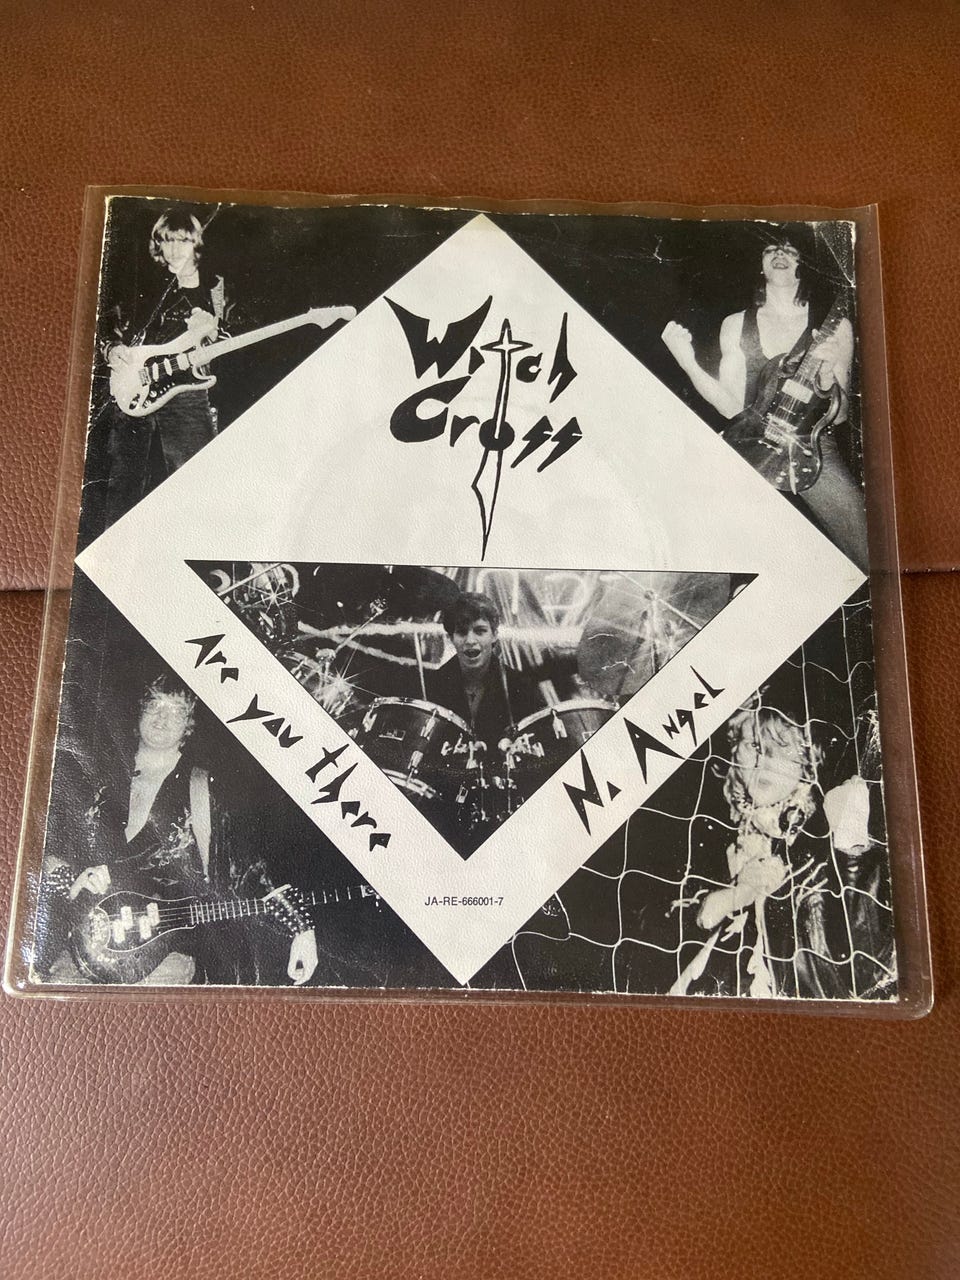 Witch
Cross
Are you there
No Angel
JA-RE-666001-7